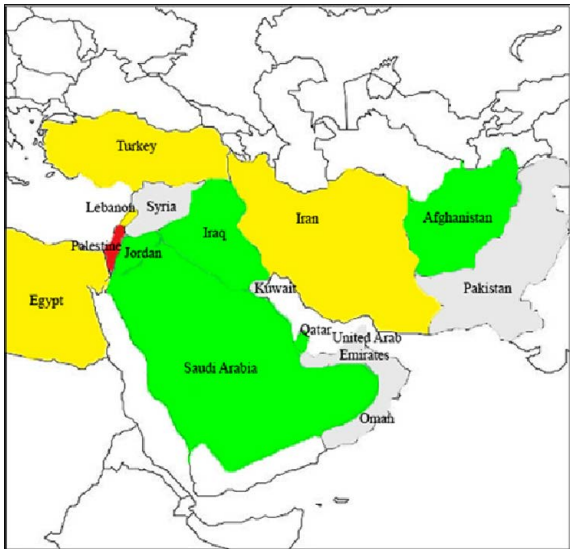 Turkey
Lebanon
Syria
Iran
Afghanistan
Palestine
Jordan
Iraq
Egypt
Kuwait
Pakistan
Qatar
United Arab
Emirates
Saudi Arabia
Oman